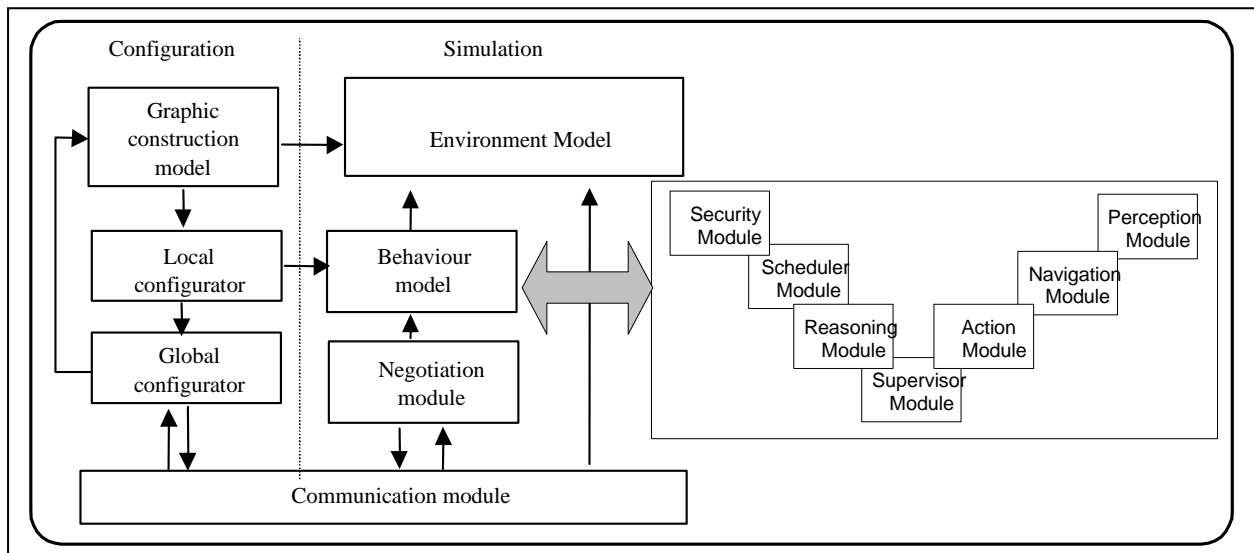 Configuration
Simulation
Graphic
construction
model
Environment Model
Local
configurator
Behaviour
model
Global
configurator
Negotiation
module
Communication module
Security
Module
Scheduler
Module
Reasoning
Module
Supervisor
Module
Action
Module
Navigation
Module
Perception
Module